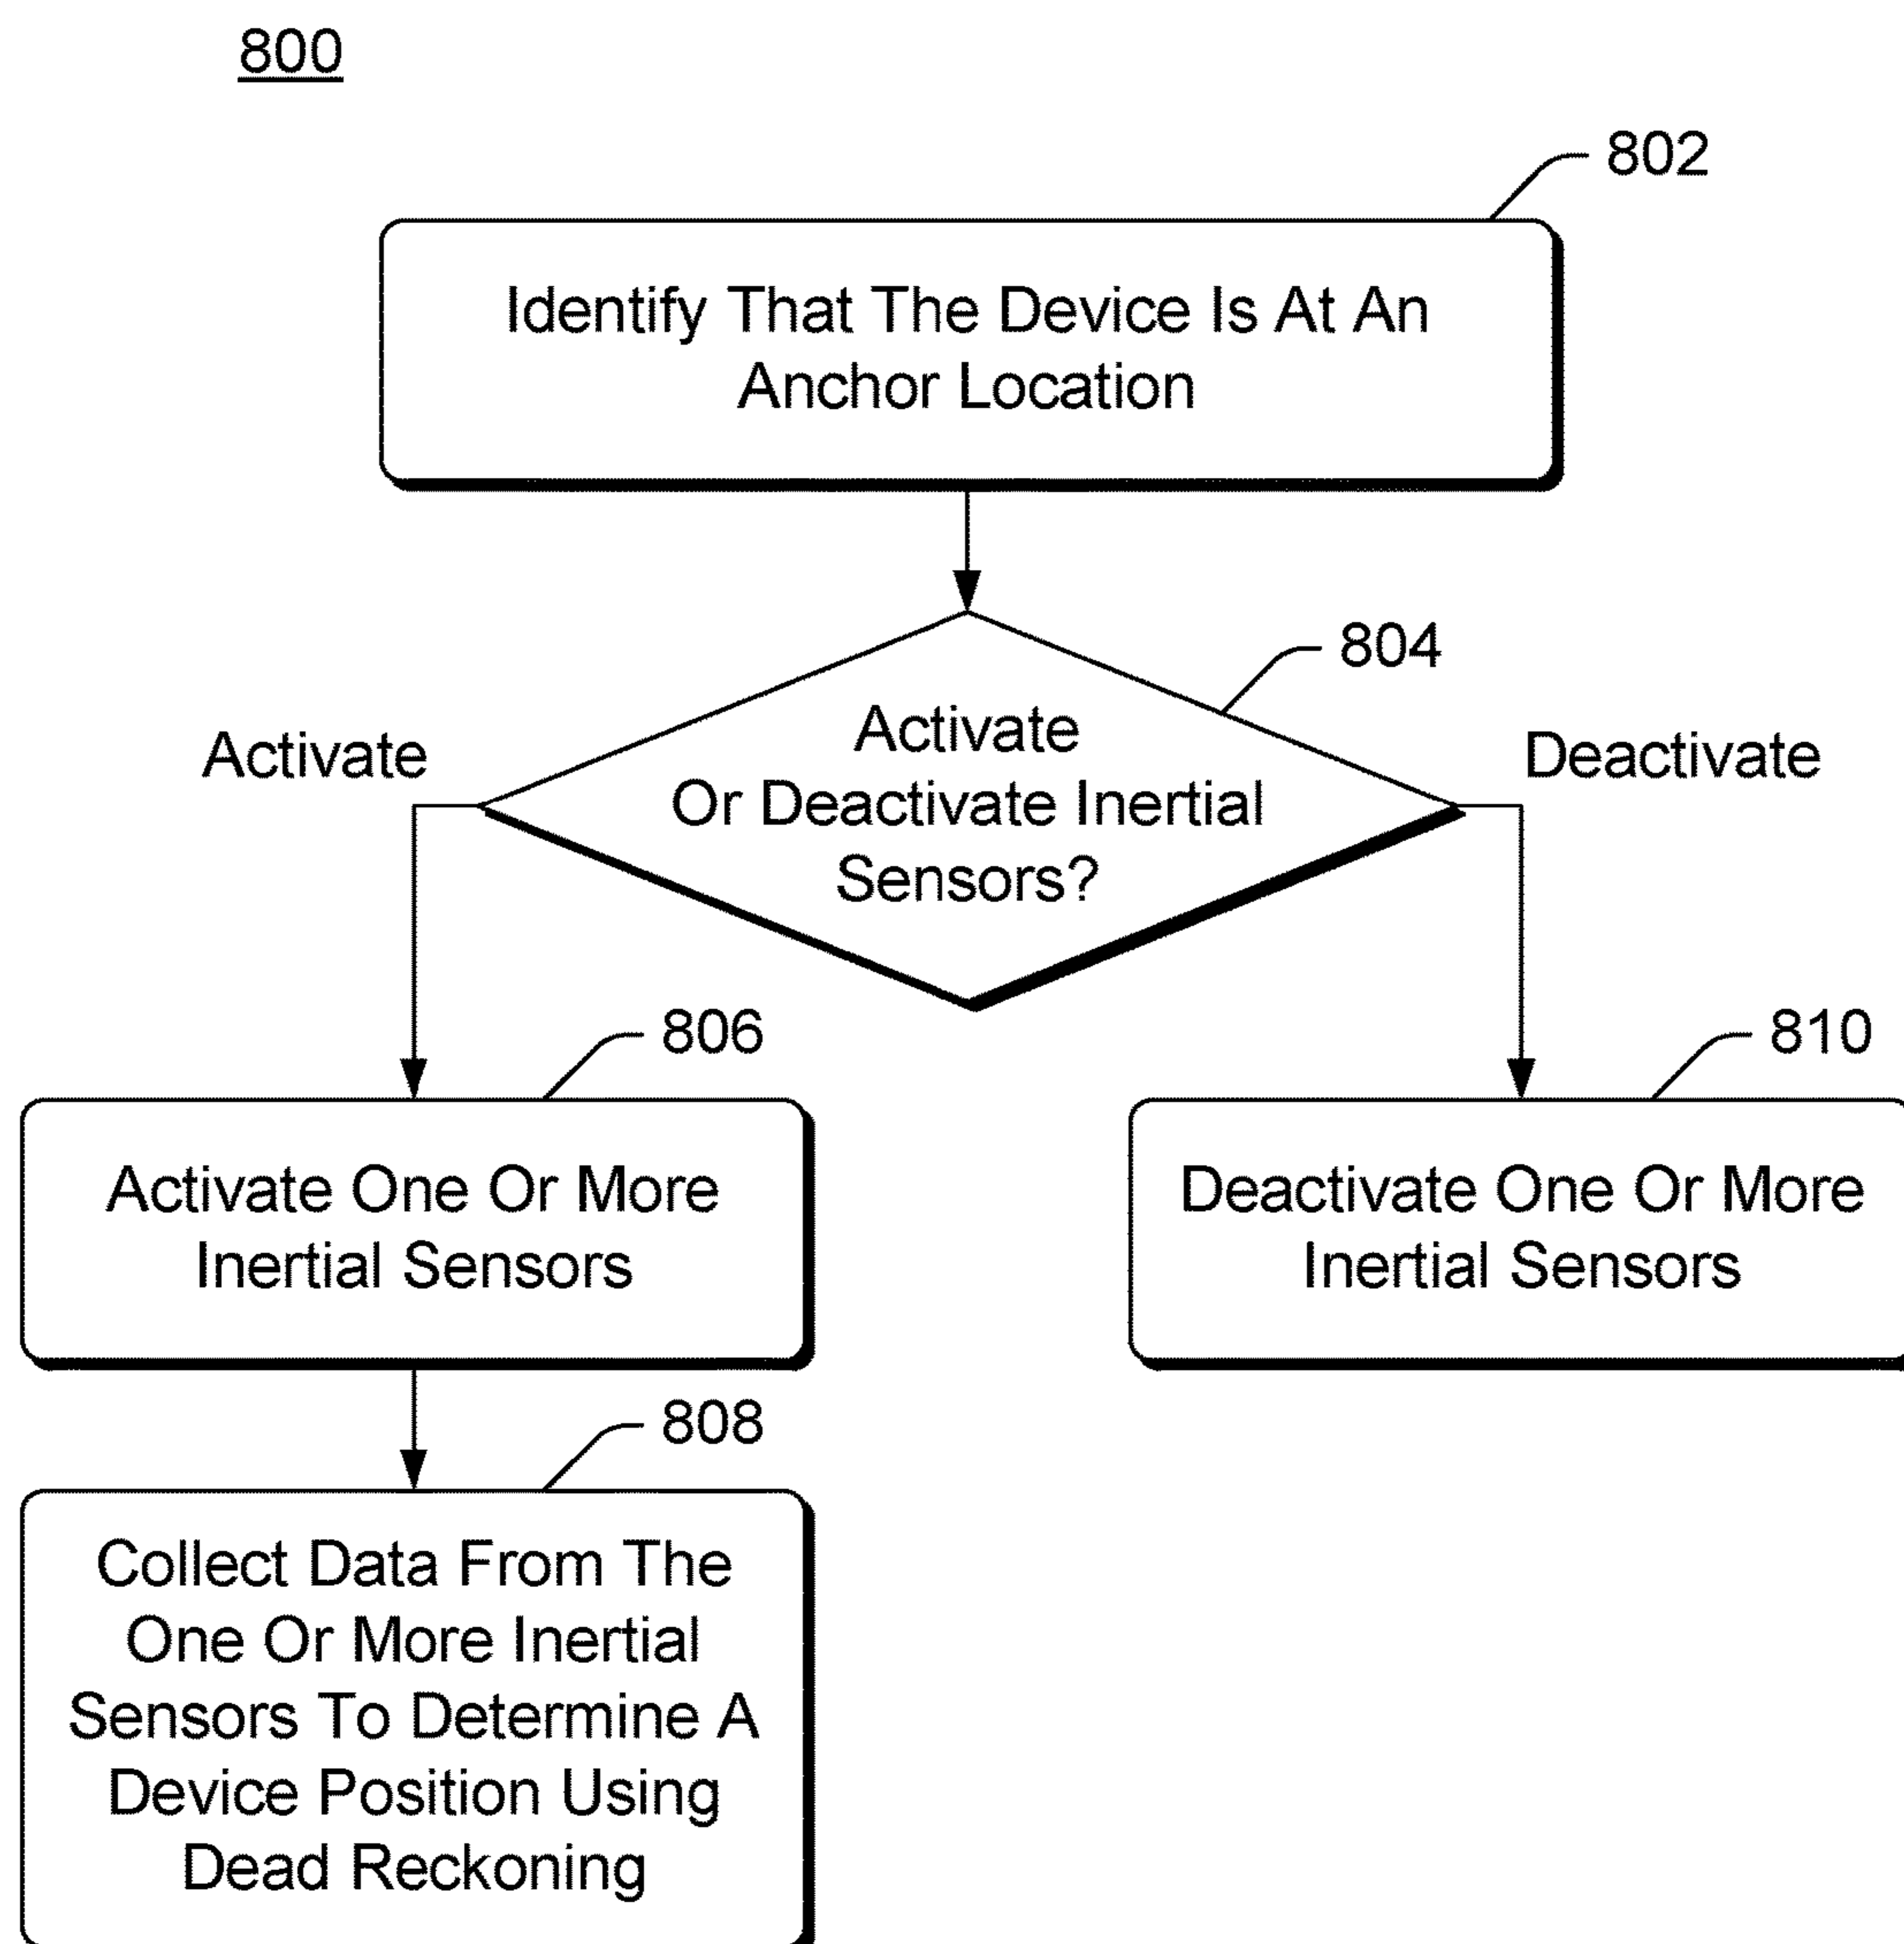 800
802
Identify That The Device Is At An
Anchor Location
804
Activate
Deactivate
Activate
Or Deactivate Inertial
Sensors?
806
810
Activate One Or More
Inertial Sensors
Deactivate One Or More
Inertial Sensors
808
Collect Data From The
One Or More Inertial
Sensors To Determine A
Device Position Using
Dead Reckoning